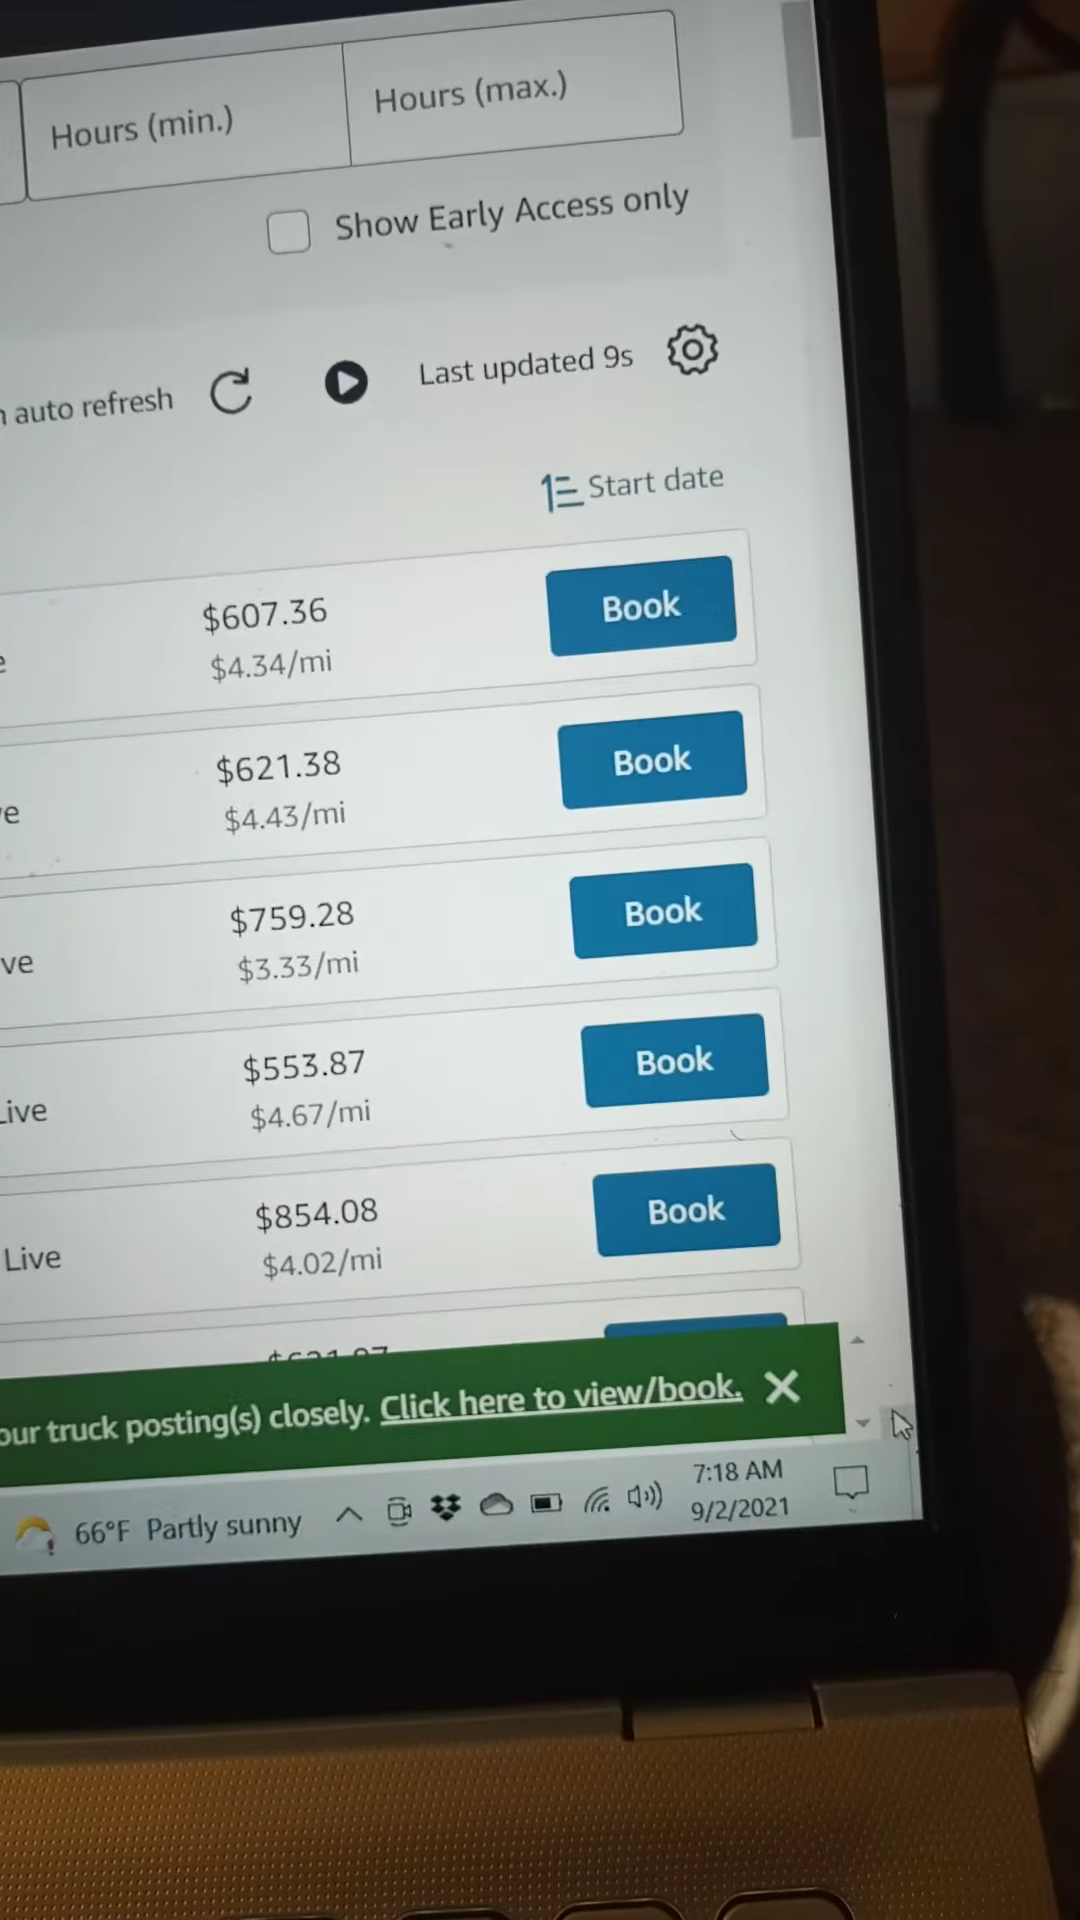 Hours (min.) Hours (max.)
Show Early Access only
auto refresh Last updated 9s
Start date
$607.36 Book
$4.34/mi
$621.38 Book
$4.43/mi
$759.28 Book
$3.33/mi
$553.87 Book
Live $4.67/mi
$854.08 Book
Live $4.02/mi
truck posting(s) closely. Click here to view/book. X
66°F Partly sunny 7:18 AM
9/2/2021